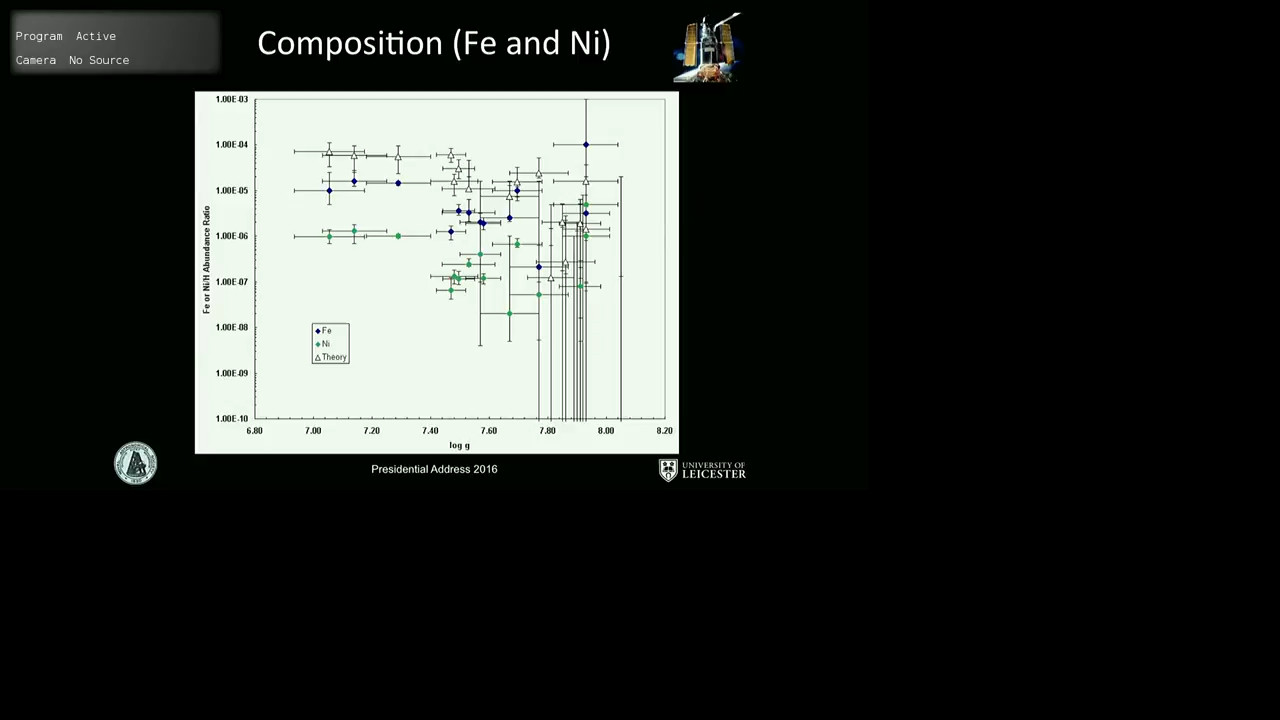 Program Active
Camera No Source
Composition (Fe and Ni)
1.00E-03
1.00E-04
1.00E-05
1.00E-06
1.00E-07
1.00E-08
1.00E-09
1.00E-10
Fe or Ni/H Abundance Ratio
Fe
Ni
Theory
6.80 7.00 7.20 7.40 7.60 7.80 8.00 8.20
log g
Presidential Address 2016
UNIVERSITY OF
LEICESTER